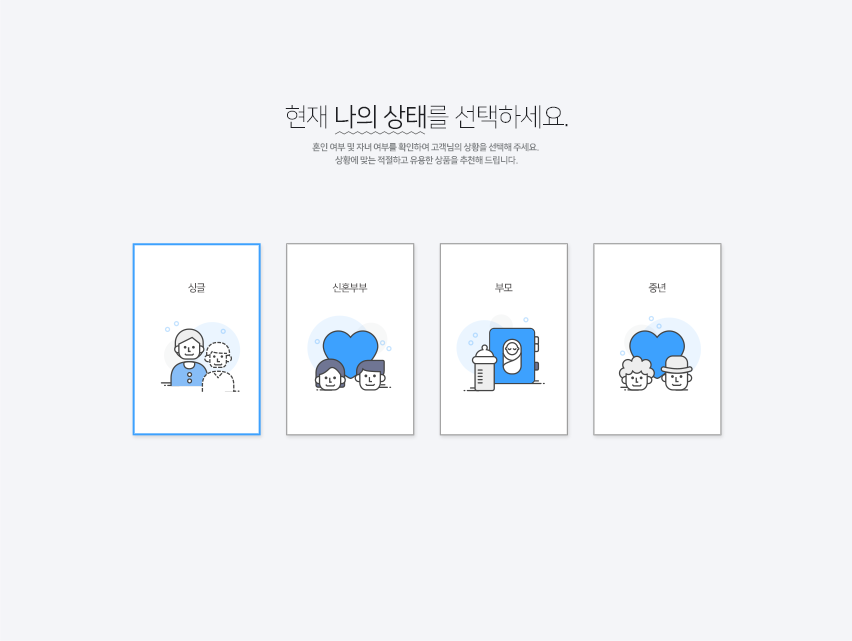 현재 나의 상태를 선택하세요.
혼인 여부 및 자녀 여부를 확인하여 고객님의 상황을 선택해 주세요.
상황에 맞는 적절하고 유용한 상품을 추천해 드립니다.
싱글
신혼부부
부모
중년